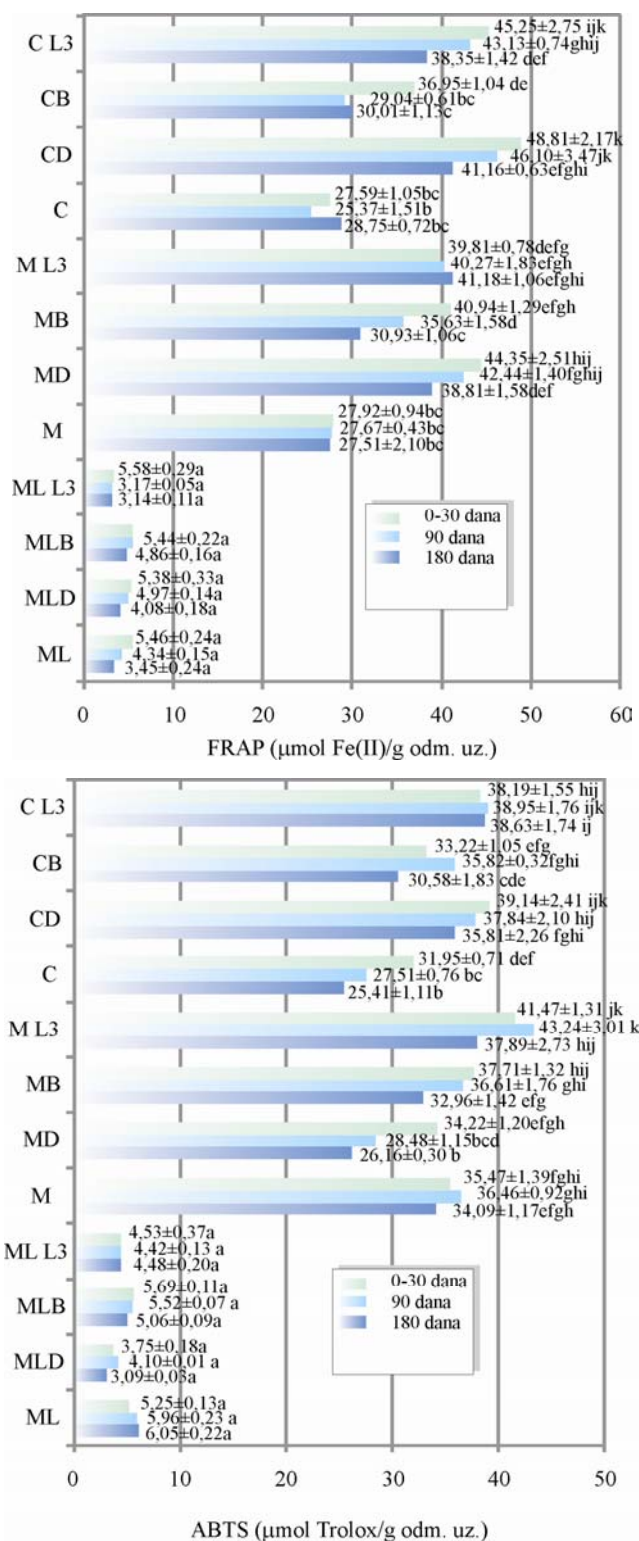 C L3
45,25±2,75 ijk
43,13±0,74ghij
38,35±1,42 def
CB
36,95±1,04 de
29,04±0,61bc
30,01±1,13c
CD
48,81±2,17k
46,10±3,47jk
41,16±0,63efghi
C
27,59±1,05bc
25,37±1,51b
28,75±0,72bc
M L3
39,81±0,78defg
40,27±1,83efgh
41,18±1,06efghi
MB
40,94±1,29efgh
35,63±1,58d
30,93±1,06c
MD
44,35±2,51hij
42,44±1,40fghij
38,81±1,58def
M
27,92±0,94bc
27,67±0,43bc
27,51±2,10bc
ML L3
5,58±0,29a
3,17±0,05a
3,14±0,11a
MLB
5,44±0,22a
4,86±0,16a
MLD
5,38±0,33a
4,97±0,14a
4,08±0,18a
ML
5,46±0,24a
4,34±0,15a
3,45±0,24a
0-30 dana
90 dana
180 dana
0 10 20 30 40 50 60
FRAP (μmol Fe(II)/g odm. uz.)
C L3
38,19±1,55 hij
38,95±1,76 ijk
38,63±1,74 ij
CB
33,22±1,05 efg
35,82±0,32fghi
30,58±1,83 cde
CD
39,14±2,41 ijk
37,84±2,10 hij
35,81±2,26 fghi
C
31,95±0,71 def
27,51±0,76 bc
25,41±1,11b
M L3
41,47±1,31 jk
43,24±3,01 k
37,89±2,73 hij
MB
37,71±1,32 hij
36,61±1,76 ghi
32,96±1,42 efg
MD
34,22±1,20efgh
28,48±1,15bcd
26,16±0,30 b
M
35,47±1,39fghi
36,46±0,92ghi
34,09±1,17efgh
ML L3
4,53±0,37a
4,42±0,13 a
4,48±0,20a
MLB
5,69±0,11a
5,52±0,07 a
5,06±0,09a
MLD
3,75±0,18a
4,10±0,01 a
3,09±0,03a
ML
5,25±0,13a
5,96±0,23 a
6,05±0,22a
0-30 dana
90 dana
180 dana
0 10 20 30 40 50
ABTS (μmol Trolox/g odm. uz.)